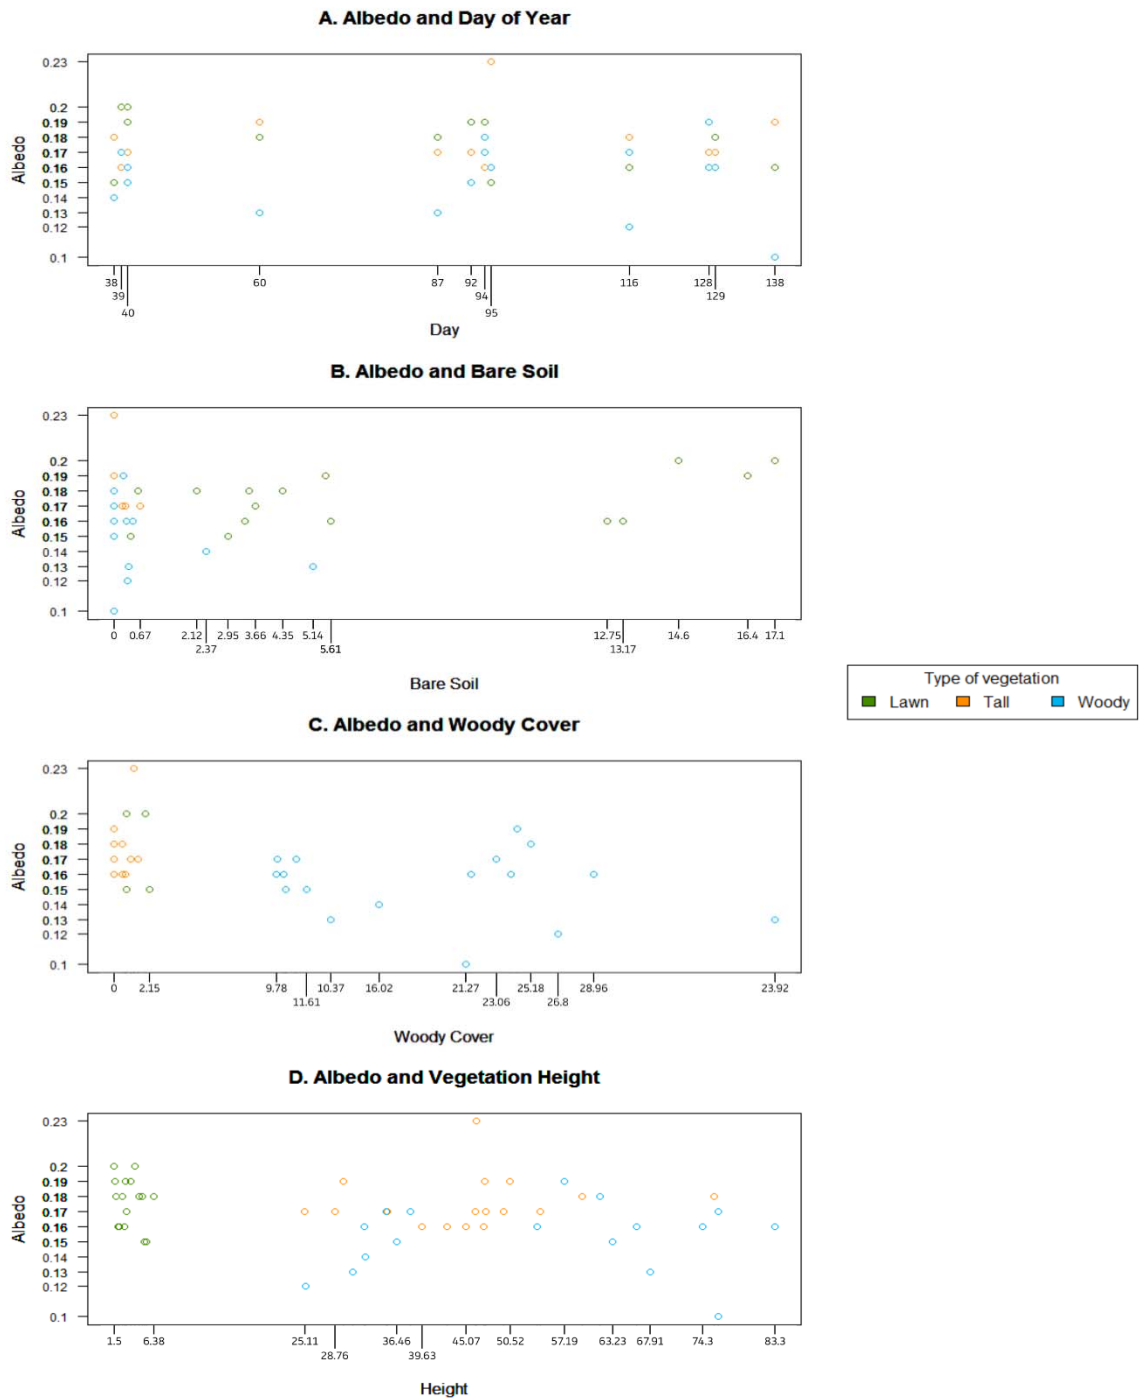 A. Albedo and Day of Year
Albedo
0.23
0.2
0.19
0.18
0.17
0.16
0.15
0.14
0.13
0.12
0.1
38 39 40 60 87 92 94 95 116 128 129 138
Day
B. Albedo and Bare Soil
Albedo
0.23
0.2
0.19
0.18
0.17
0.16
0.15
0.14
0.13
0.12
0.1
0 0.67 2.12 2.37 2.95 3.66 4.35 5.14 5.61 12.75 13.17 14.6 16.4 17.1
Bare Soil
Type of vegetation
Lawn Tall Woody
C. Albedo and Woody Cover
Albedo
0.23
0.2
0.19
0.18
0.17
0.16
0.15
0.14
0.13
0.12
0.1
0 2.15 9.78 11.61 10.37 16.02 21.27 23.06 25.18 26.8 28.96 23.92
Woody Cover
D. Albedo and Vegetation Height
Albedo
0.23
0.2
0.19
0.18
0.17
0.16
0.15
0.14
0.13
0.12
0.1
1.5 6.38 25.11 28.76 36.46 39.63 45.07 50.52 57.19 63.23 67.91 74.3 83.3
Height